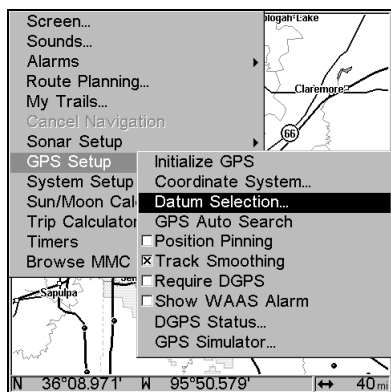 Screen...
Sounds...
Alarms
Route Planning...
My Trails...
Cancel Navigation
Sonar Setup
GPS Setup
System Setup
Sun/Moon Cal
Trip Calculator
Timers
Browse MMC
Initialize GPS
Coordinate System...
Datum Selection...
GPS Auto Search
Position Pinning
Track Smoothing
Require DGPS
Show WAAS Alarm
DGPS Status...
GPS Simulator...
ologah Lake
Claremore
66
Sapulpa
N 36°08.971' W 95°50.579' ↔ 40mi